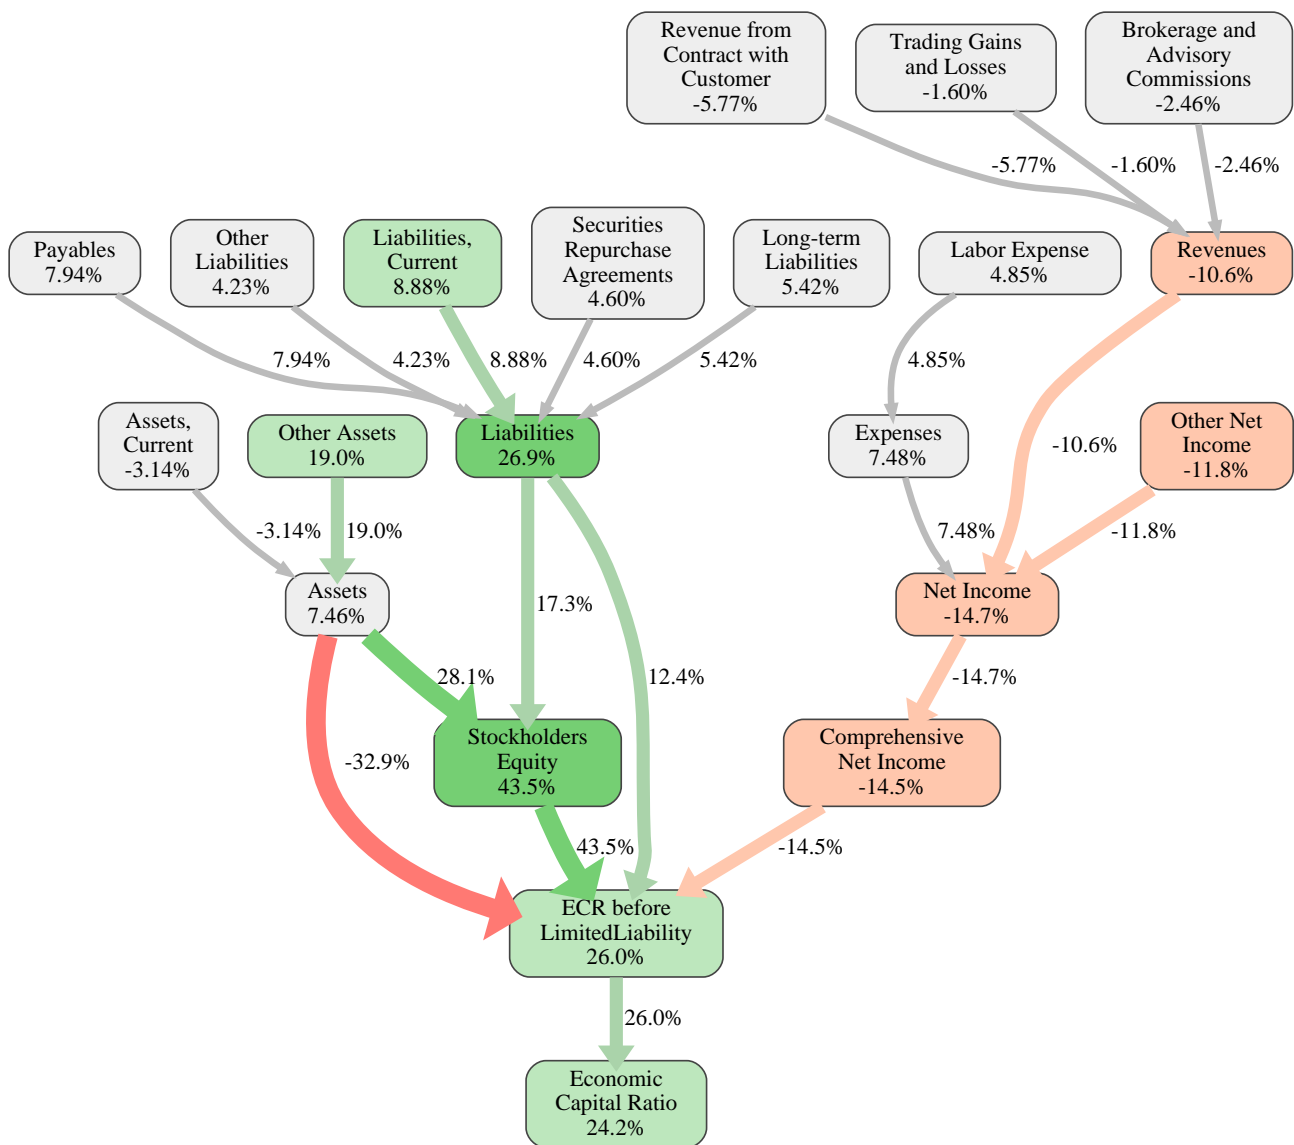 Revenue from
Contract with
Customer
-5.77%
Trading Gains
and Losses
-1.60%
Brokerage and
Advisory
Commissions
-2.46%
-5.77%
-1.60%
-2.46%
Payables
7.94%
Other
Liabilities
4.23%
Liabilities,
Current
8.88%
Securities
Repurchase
Agreements
4.60%
Long-term
Liabilities
5.42%
Labor Expense
4.85%
Revenues
-10.6%
7.94%
4.23%
8.88%
4.60%
5.42%
4.85%
-10.6%
Assets,
Current
-3.14%
Other Assets
19.0%
Liabilities
26.9%
Expenses
7.48%
Other Net
Income
-11.8%
-3.14%
19.0%
17.3%
12.4%
7.48%
-11.8%
Assets
7.46%
Net Income
-14.7%
28.1%
-32.9%
-14.7%
Stockholders
Equity
43.5%
Comprehensive
Net Income
-14.5%
43.5%
-14.5%
ECR before
LimitedLiability
26.0%
26.0%
Economic
Capital Ratio
24.2%